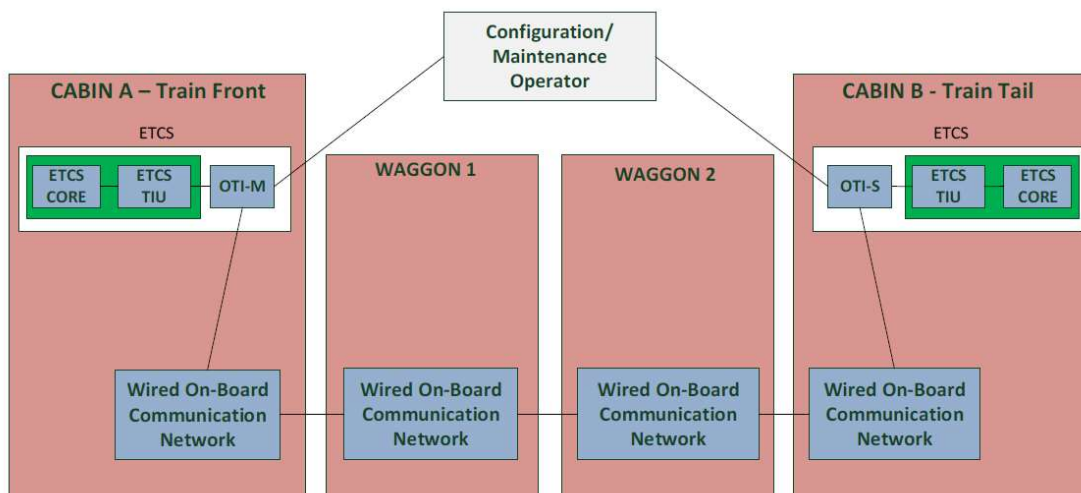 Configuration/
Maintenance
Operator
CABIN A – Train Front
ETCS
ETCS
CORE
ETCS
TIU
OTI-M
WAGGON 1
WAGGON 2
CABIN B - Train Tail
ETCS
OTI-S
ETCS
TIU
ETCS
CORE
Wired On-Board
Communication
Network
Wired On-Board
Communication
Network
Wired On-Board
Communication
Network
Wired On-Board
Communication
Network